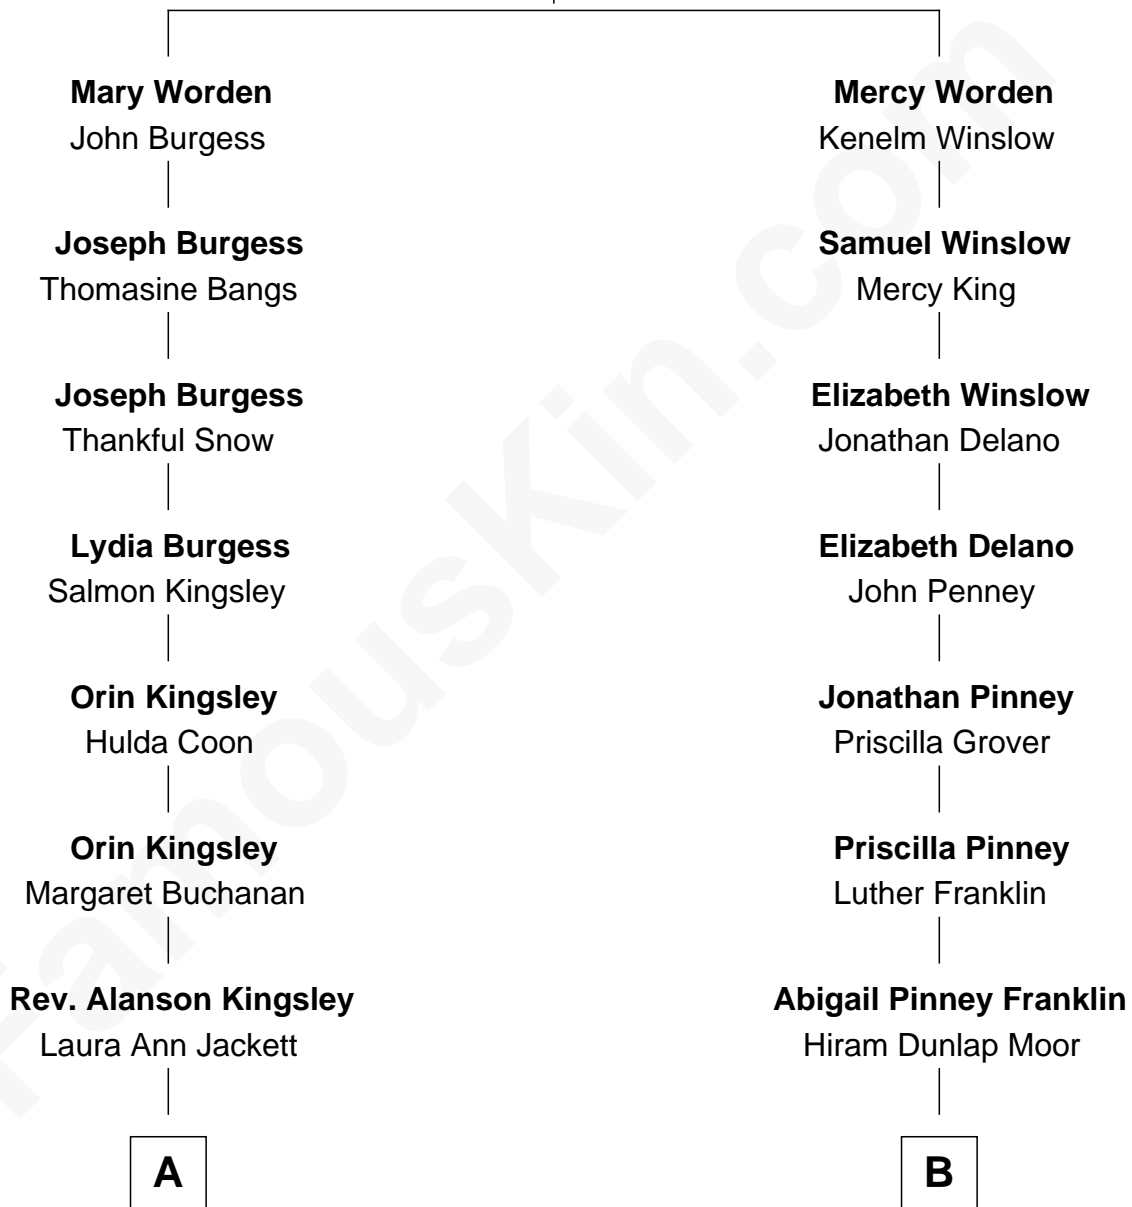 Mary Worden
John Burgess
Joseph Burgess
Thomasine Bangs
Joseph Burgess
Thankful Snow
Lydia Burgess
Salmon Kingsley
Orin Kingsley
Hulda Coon
Orin Kingsley
Margaret Buchanan
Rev. Alanson Kingsley
Laura Ann Jackett
A
Mercy Worden
Kenelm Winslow
Samuel Winslow
Mercy King
Elizabeth Winslow
Jonathan Delano
Elizabeth Delano
John Penney
Jonathan Pinney
Priscilla Grover
Priscilla Pinney
Luther Franklin
Abigail Pinney Franklin
Hiram Dunlap Moor
B
FamousKin.com